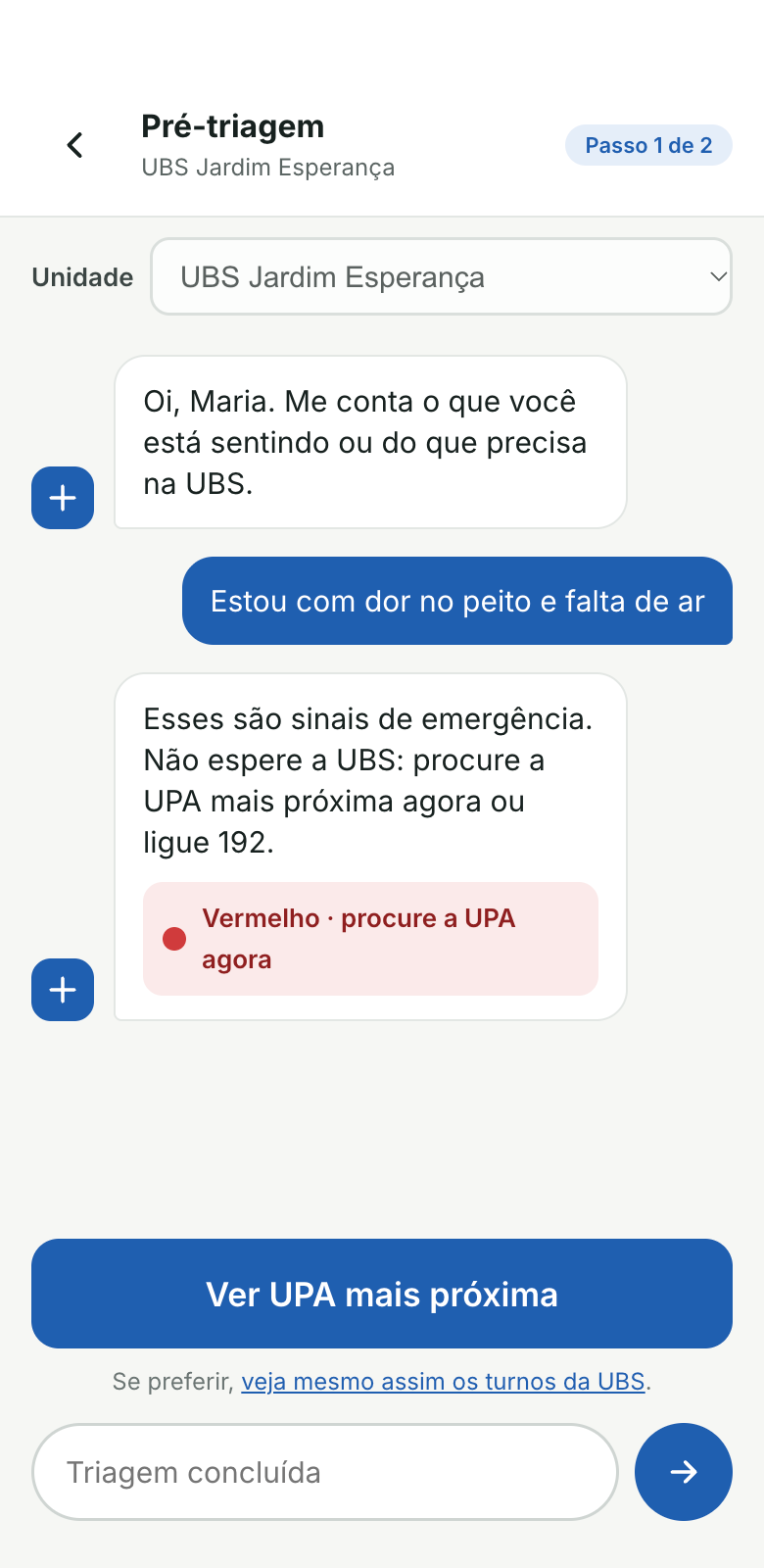 Pré-triagem
UBS Jardim Esperança
Passo 1 de 2
Unidade
UBS Jardim Esperança
Oi, Maria. Me conta o que você
está sentindo ou do que precisa
na UBS.
Estou com dor no peito e falta de ar
Esses são sinais de emergência.
Não espere a UBS: procure a
UPA mais próxima agora ou
ligue 192.
Vermelho · procure a UPA
agora
Ver UPA mais próxima
Se preferir, veja mesmo assim os turnos da UBS.
Triagem concluída